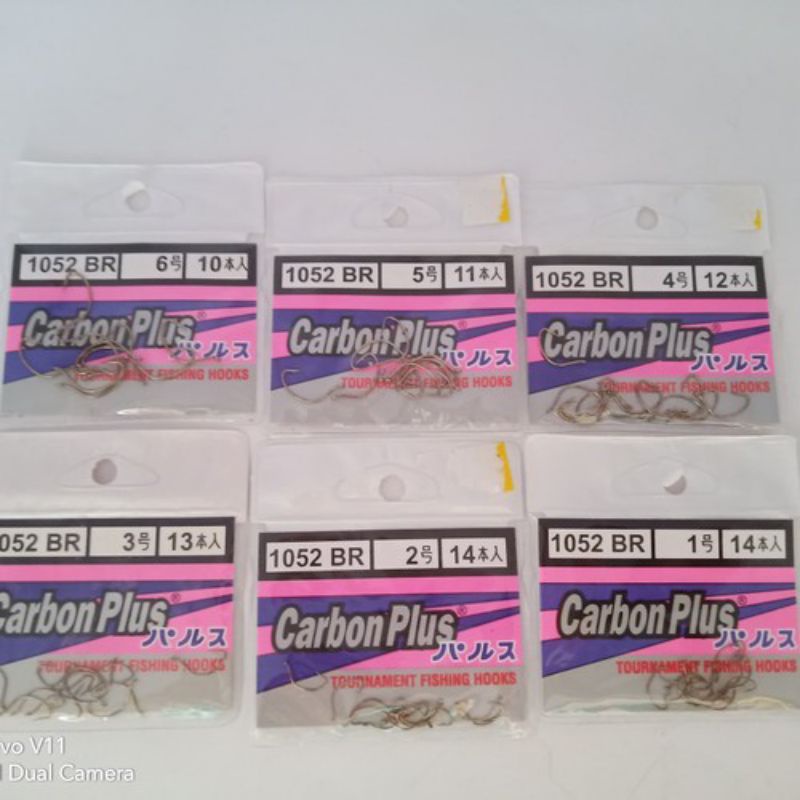 1052 BR 6号 10本入
Carbon Plus®
パルス
TOURNAMENT FISHING HOOKS
1052 BR 5号 11本入
Carbon Plus®
パルス
TOURNAMENT FISHING HOOKS
1052 BR 4号 12本入
Carbon Plus®
パルス
TOURNAMENT FISHING HOOKS
052 BR 3号 13本入
Carbon Plus®
パルス
TOURNAMENT FISHING HOOKS
1052 BR 2号 14本入
Carbon Plus®
パルス
TOURNAMENT FISHING HOOKS
1052 BR 1号 14本入
Carbon Plus®
パルス
TOURNAMENT FISHING HOOKS
vo V11
Dual Camera